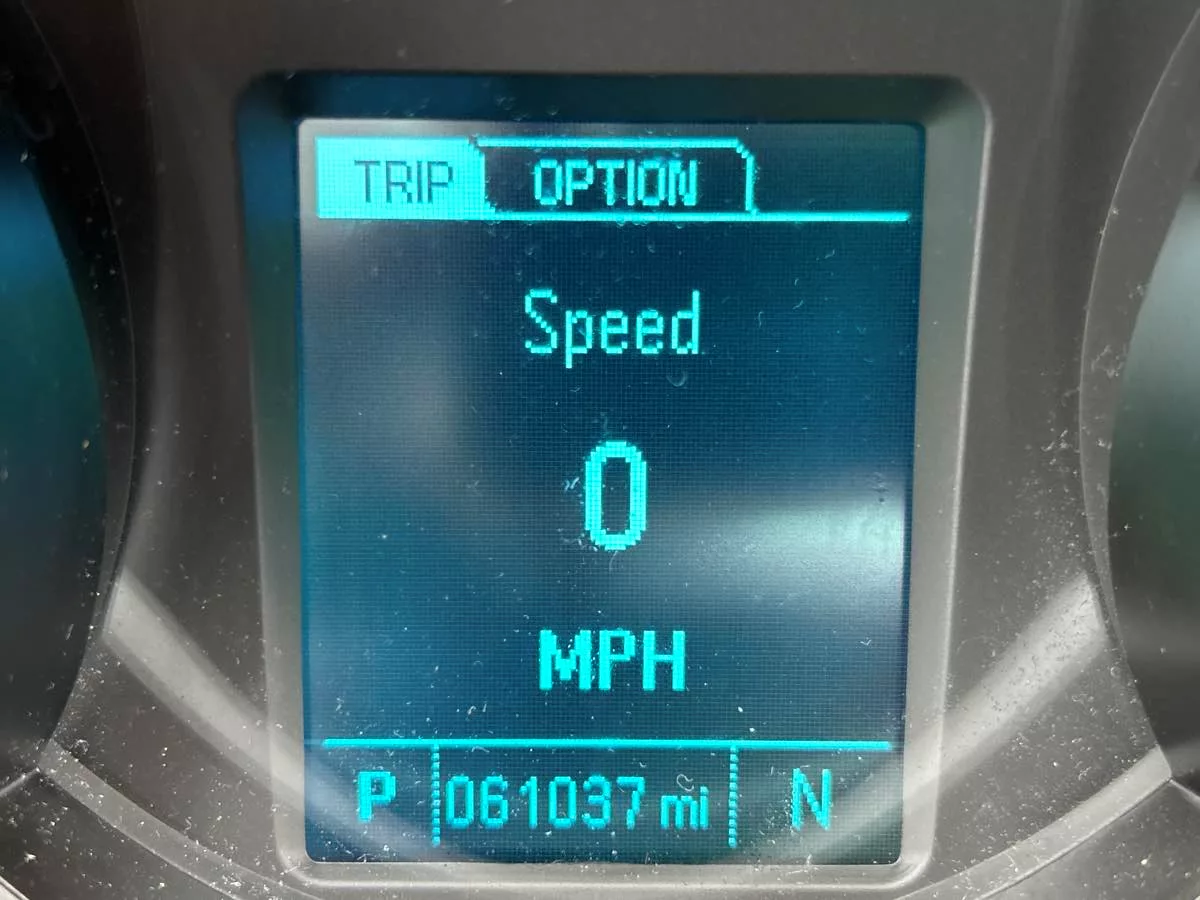 TRIP OPTION
Speed
0
MPH
P 061037 mi N